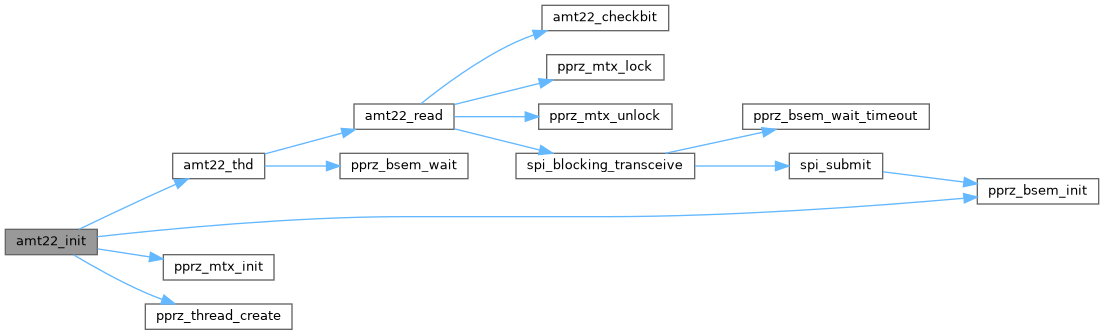 amt22_checkbit
pprz_mtx_lock
amt22_read
pprz_mtx_unlock
pprz_bsem_wait_timeout
amt22_thd
pprz_bsem_wait
spi_blocking_transceive
spi_submit
pprz_bsem_init
amt22_init
pprz_mtx_init
pprz_thread_create